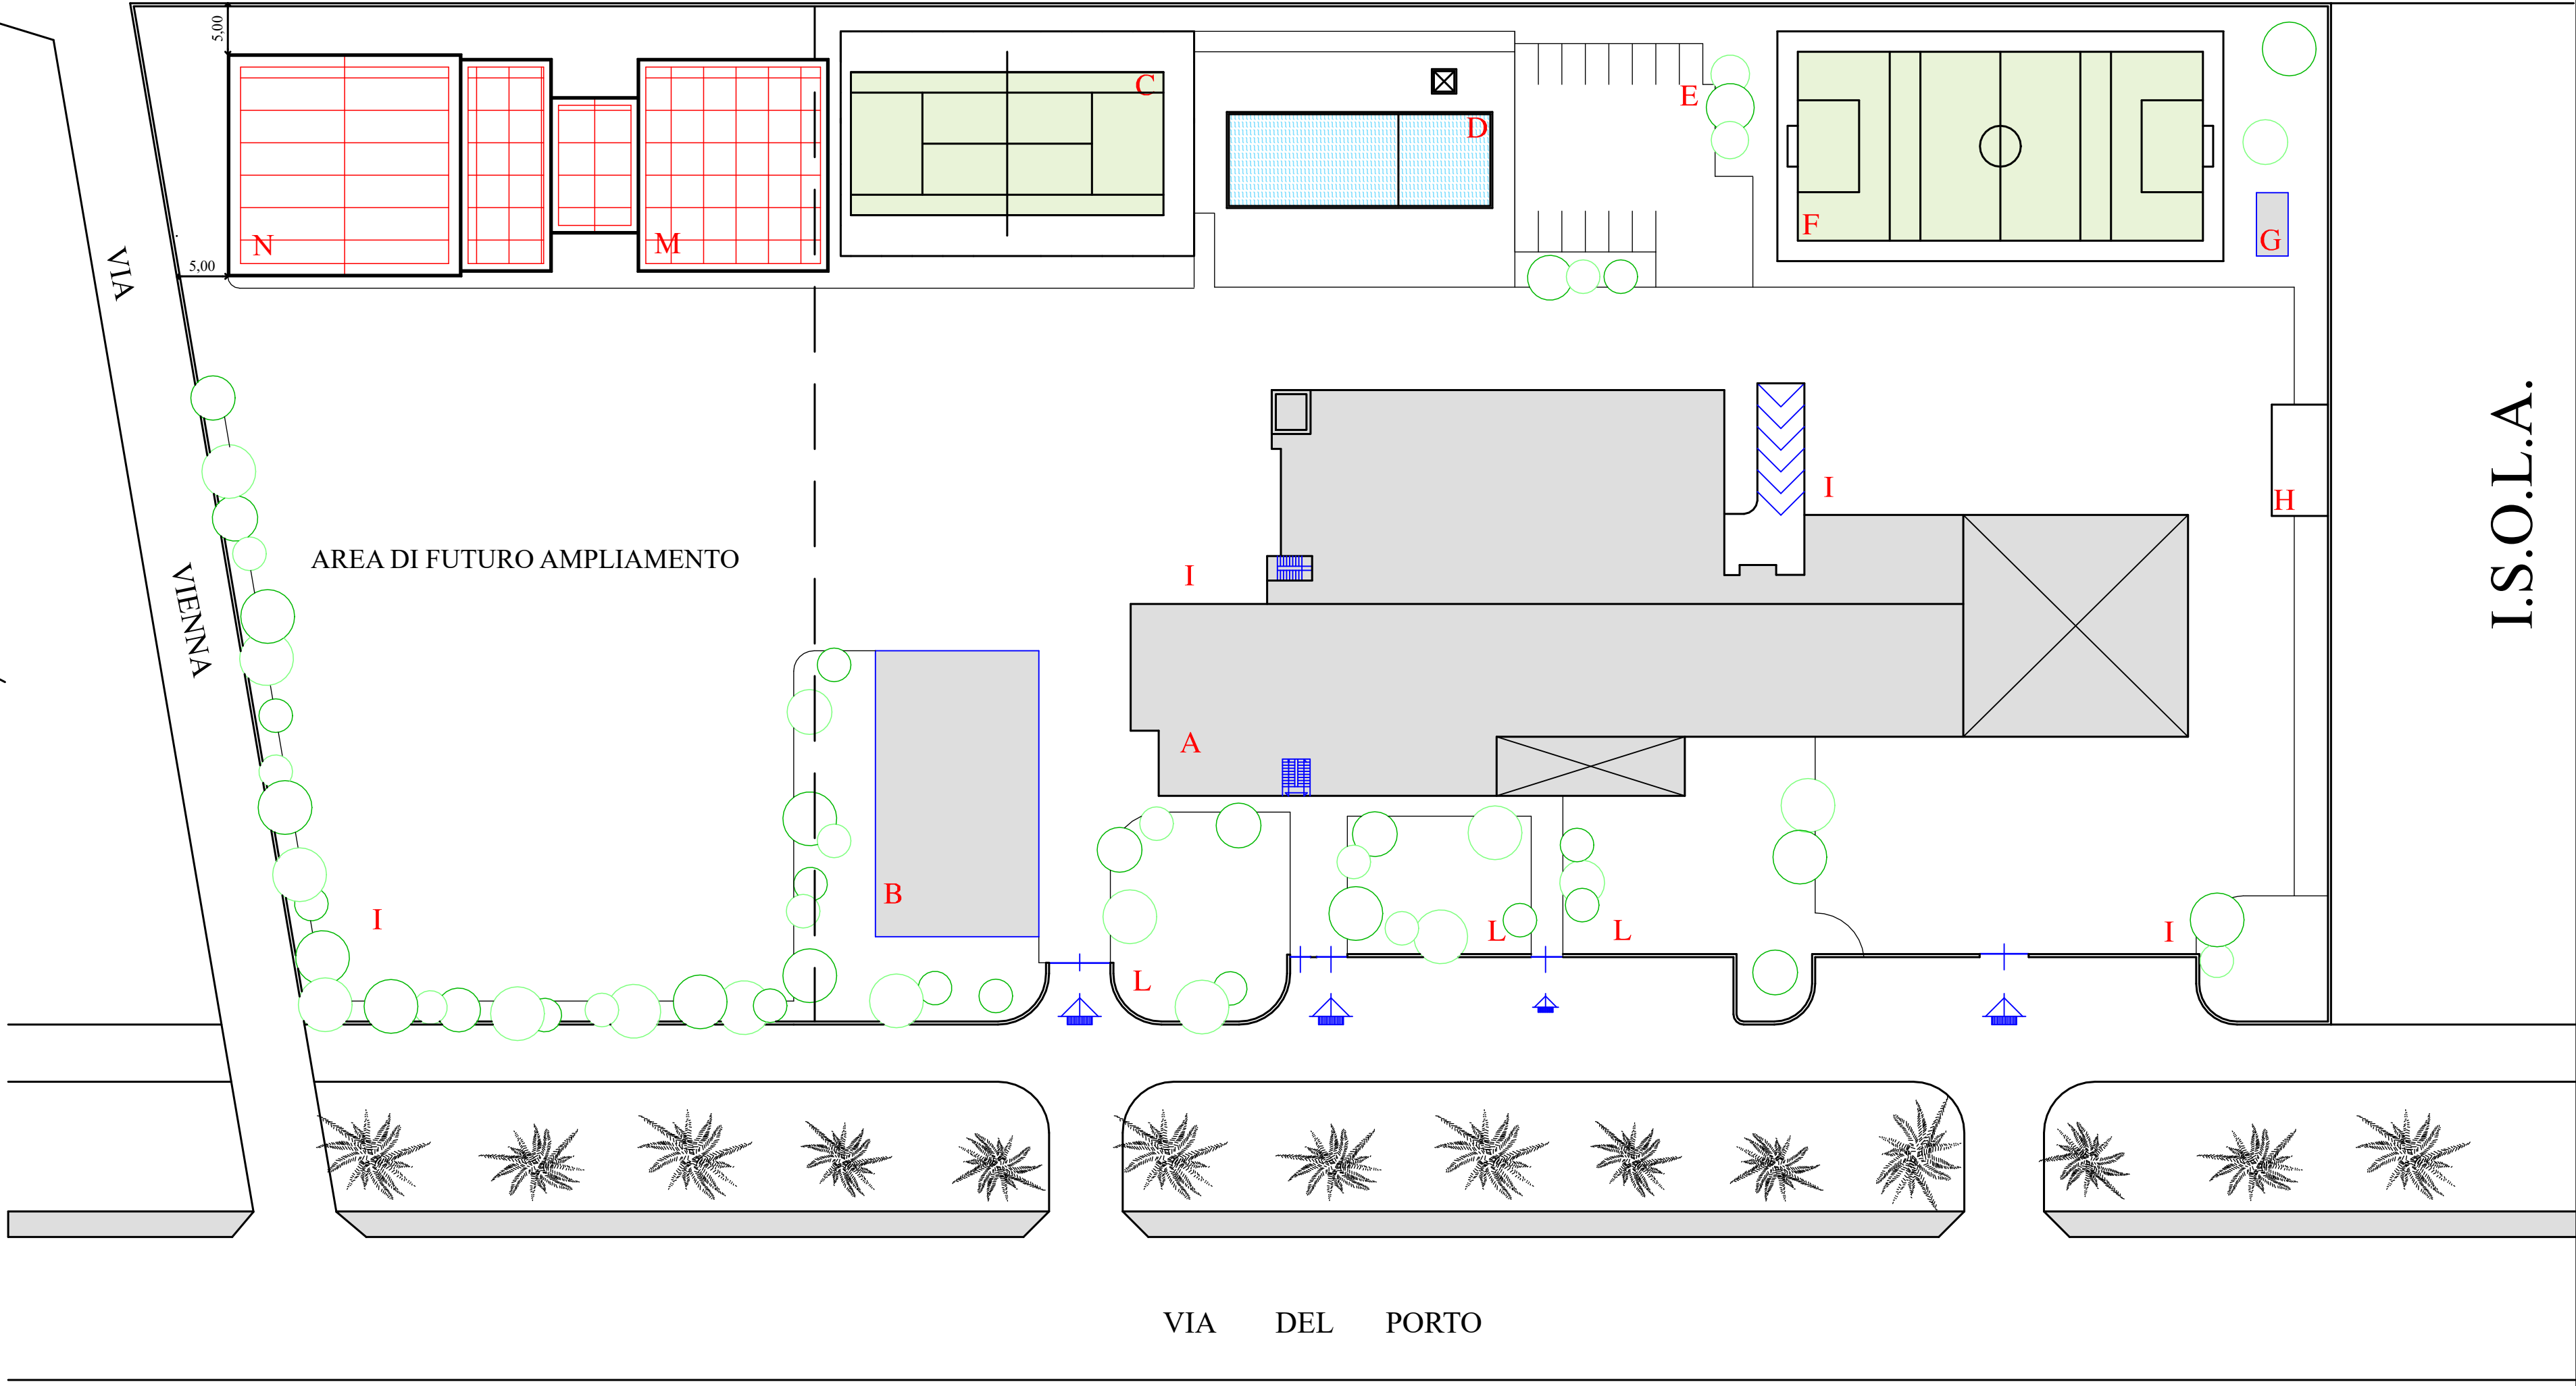 5,00
C
E
D
F
G
N
M
5,00
VIA
VIENNA
I
H
I.S.O.L.A.
AREA DI FUTURO AMPLIAMENTO
I
A
B
I
L
L
I
L
VIA DEL PORTO